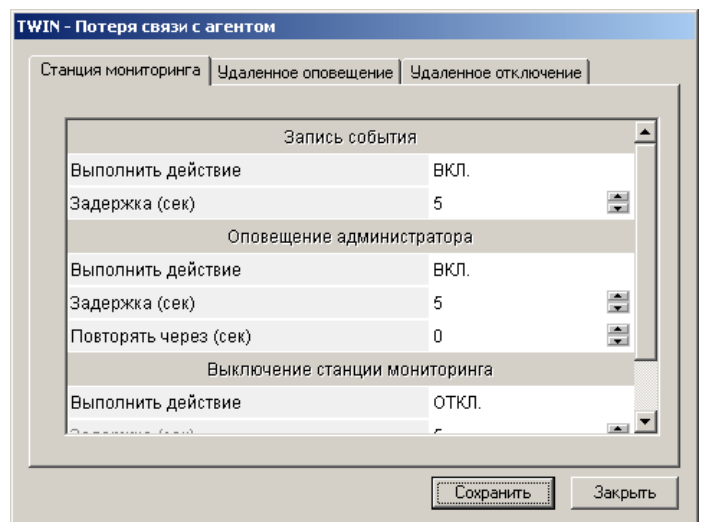 TWIN - Потеря связи с агентом
Станция мониторинга Удаленное оповещение Удаленное отключение
Запись события
Выполнить действие ВКЛ.
Задержка (сек) 5
Оповещение администратора
Выполнить действие ВКЛ.
Задержка (сек) 5
Повторять через (сек) 0
Выключение станции мониторинга
Выполнить действие ОТКЛ.
Сохранить Закрыть